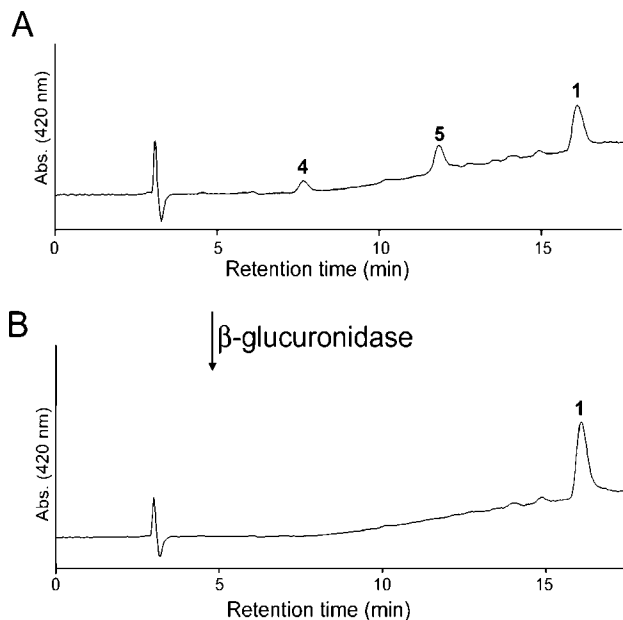 A
Abs. (420 nm)
4
5
1
0
5
10
15
Retention time (min)
β-glucuronidase
B
Abs. (420 nm)
1
0
5
10
15
Retention time (min)